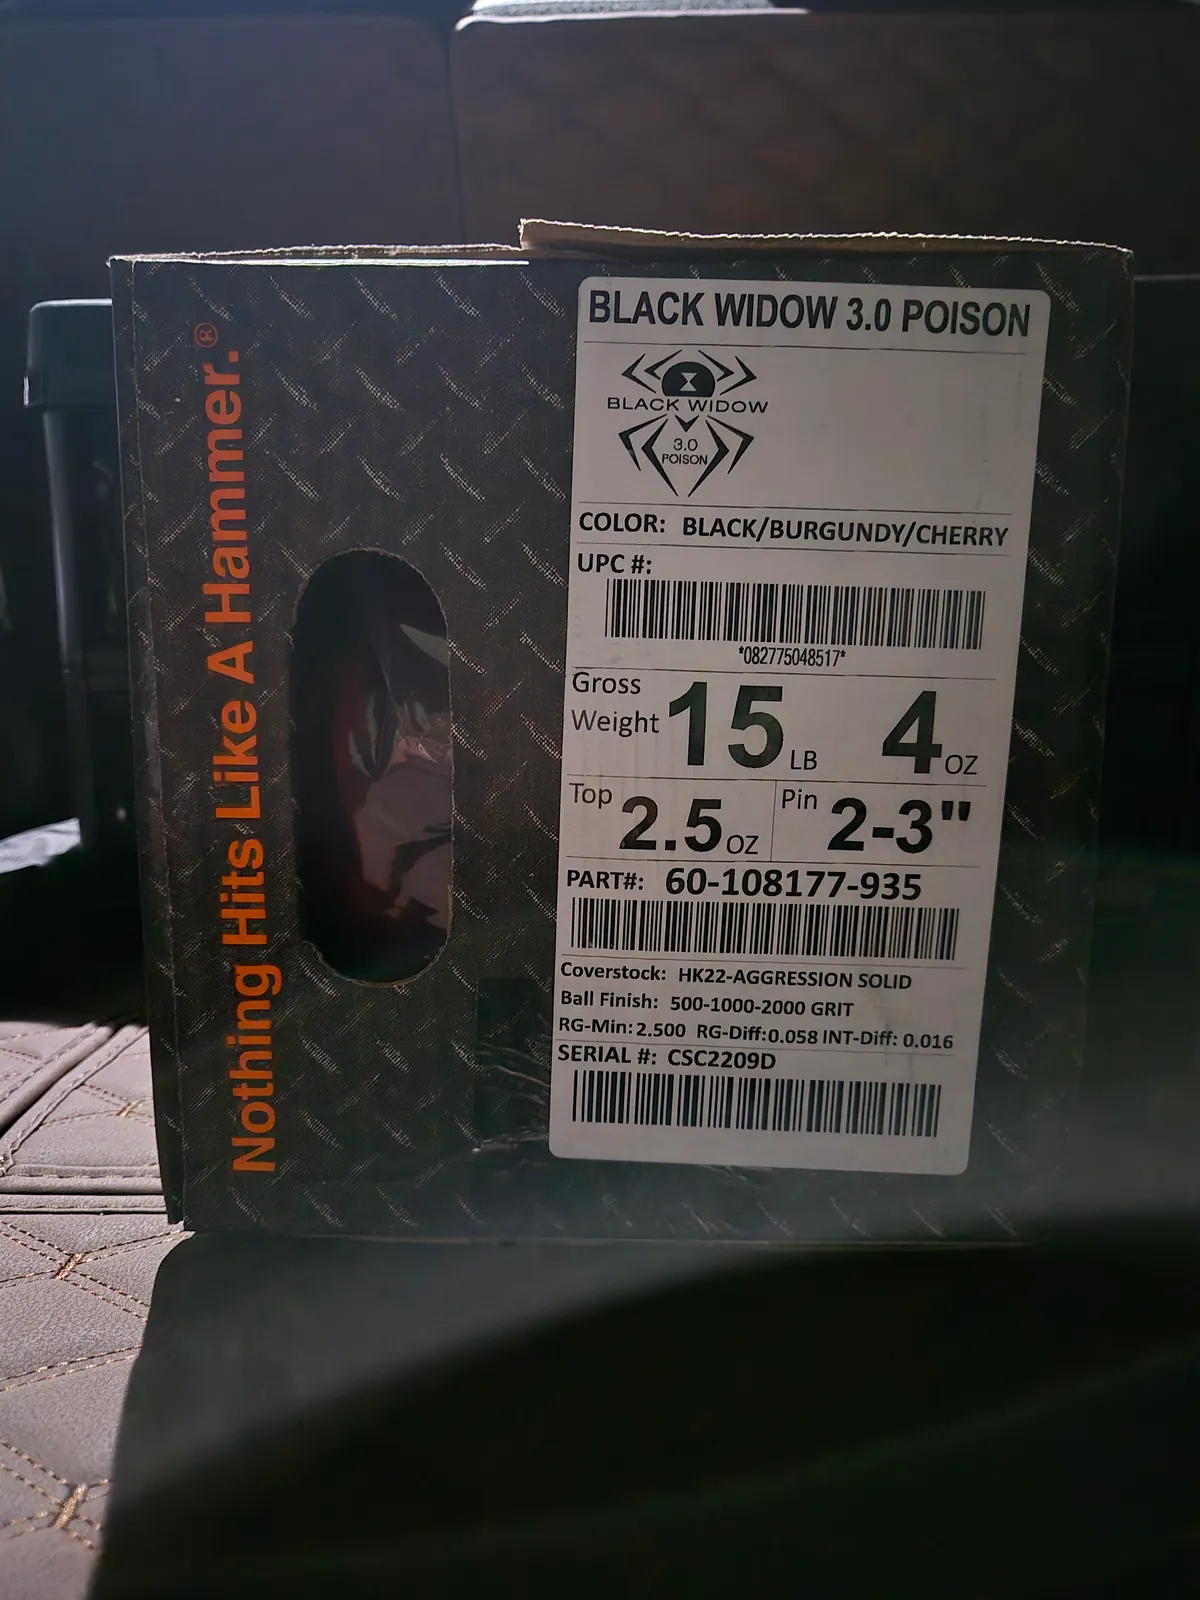 Nothing Hits Like A Hammer.®
BLACK WIDOW 3.0 POISON
BLACK WIDOW
3.0
POISON
COLOR: BLACK/BURGUNDY/CHERRY
UPC #:
*082775048517*
Gross
Weight 15 LB 4 OZ
Top 2.5 OZ Pin 2-3"
PART#: 60-108177-935
Coverstock: HK22-AGGRESSION SOLID
Ball Finish: 500-1000-2000 GRIT
RG-Min: 2.500 RG-Diff:0.058 INT-Diff: 0.016
SERIAL #: CSC2209D